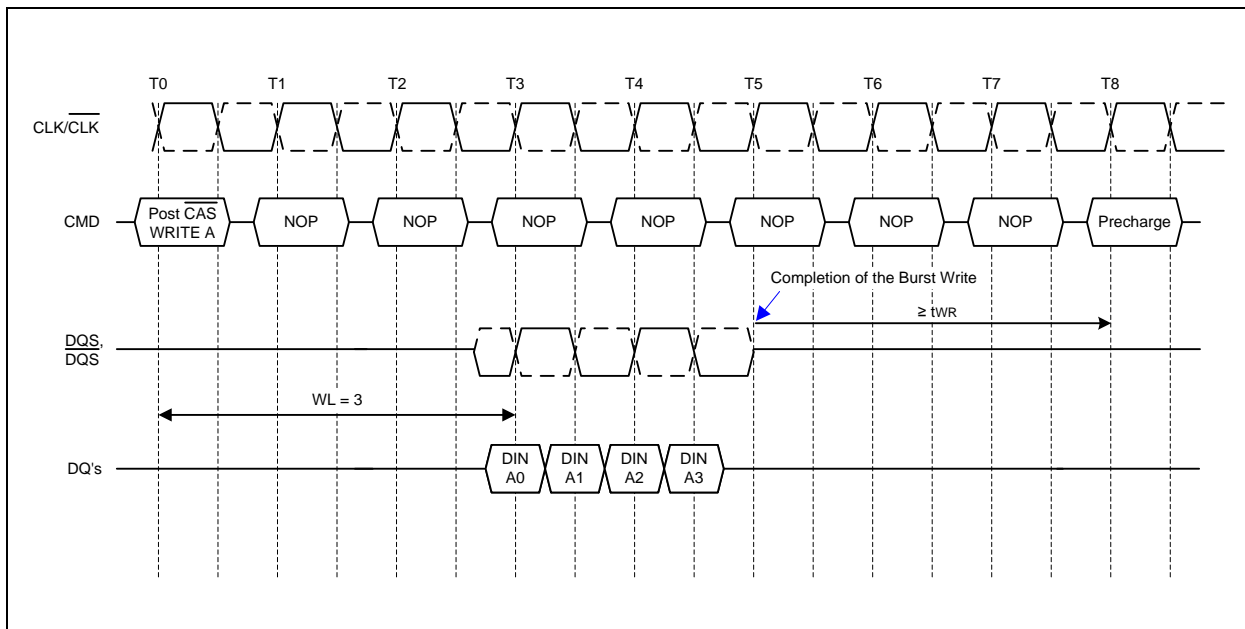 T0 T1 T2 T3 T4 T5 T6 T7 T8
CLK/CLK
CMD
Post CAS
WRITE A
NOP NOP NOP NOP NOP NOP NOP Precharge
Completion of the Burst Write
≥ tWR
DQS,
DQS
WL = 3
DQ's
DIN
A0
DIN
A1
DIN
A2
DIN
A3